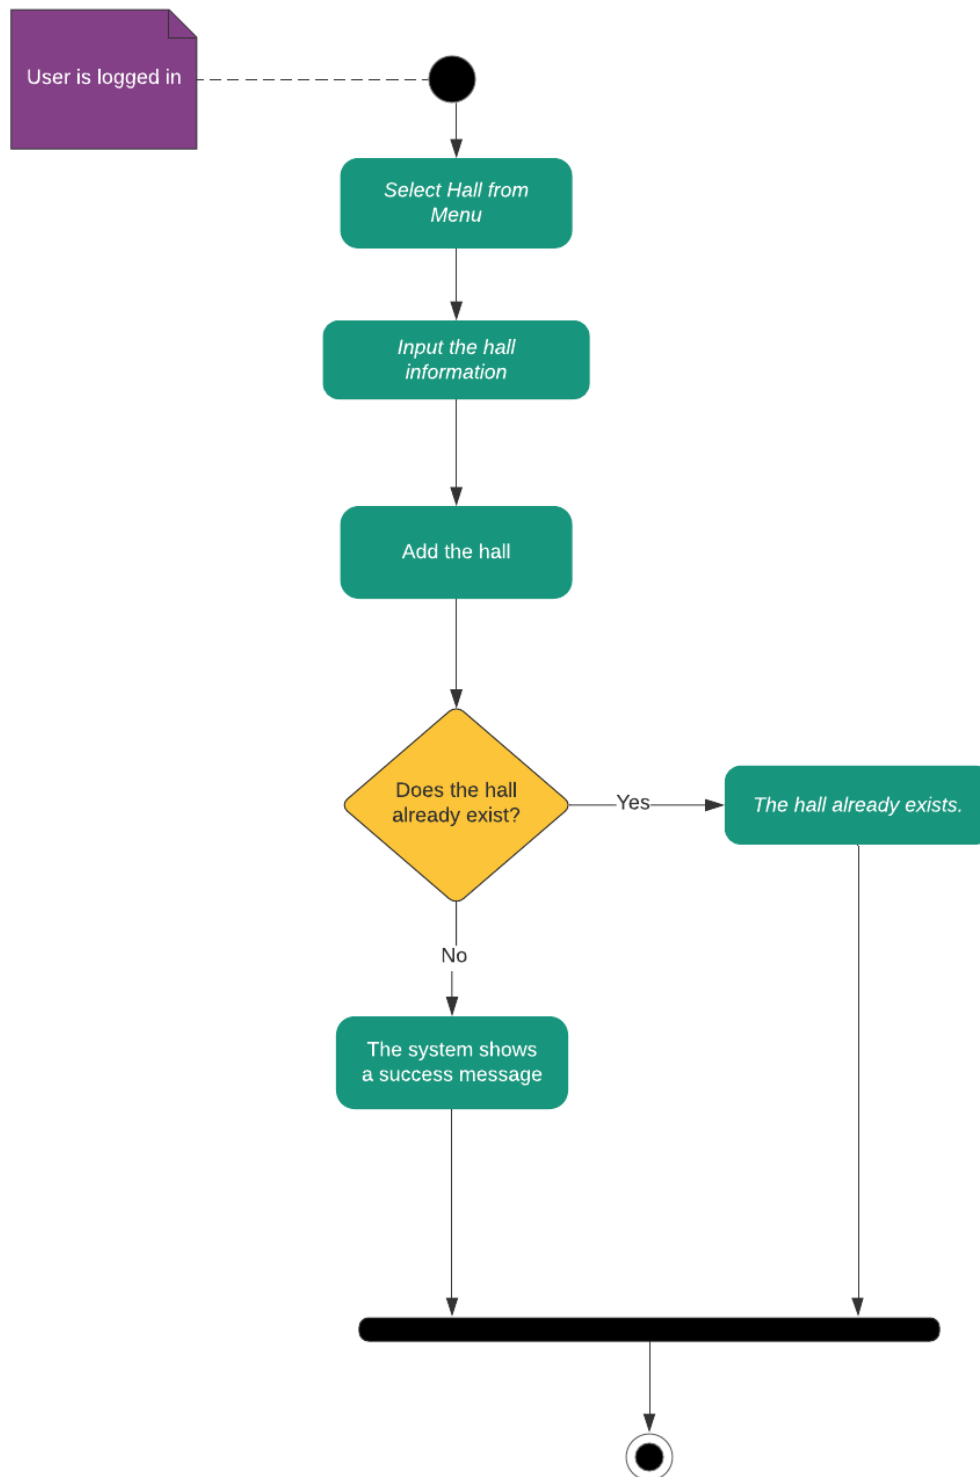 User is logged in
Select Hall from
Menu
Input the hall
information
Add the hall
Does the hall
already exist?
Yes
The hall already exists.
No
The system shows
a success message